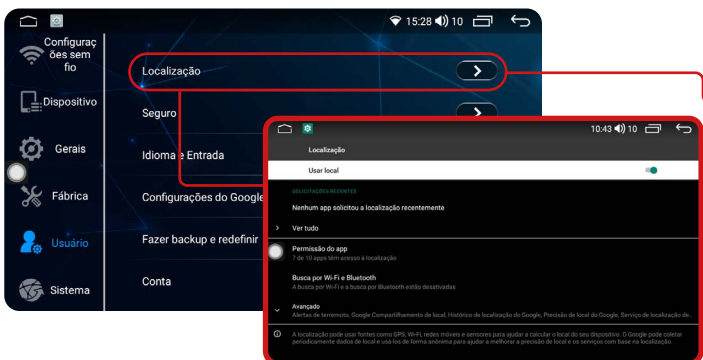 15:28 10
Configuraç
ões sem
fio
Dispositivo
Gerais
Fábrica
Usuário
Sistema
Localização
Seguro
Idioma e Entrada
Configurações do Google
Fazer backup e redefinir
Conta
10:43 10
Localização
Usar local
SOLICITAÇÕES RECENTES
Nenhum app solicitou a localização recentemente
Ver tudo
Permissão do app
7 de 10 apps têm acesso à localização
Busca por Wi-Fi e Bluetooth
A busca por Wi-Fi e a busca por Bluetooth estão desativadas
Avançado
Alertas de terremoto, Google Compartilhamento de local, Histórico de localização do Google, Precisão de local do Google, Serviço de localização de..
A localização pode usar fontes como GPS, Wi-Fi, redes móveis e sensores para ajudar a calcular o local do seu dispositivo. O Google pode coletar
periodicamente dados de local e usá-los de forma anônima para ajudar a melhorar a precisão de local e os serviços com base na localização.